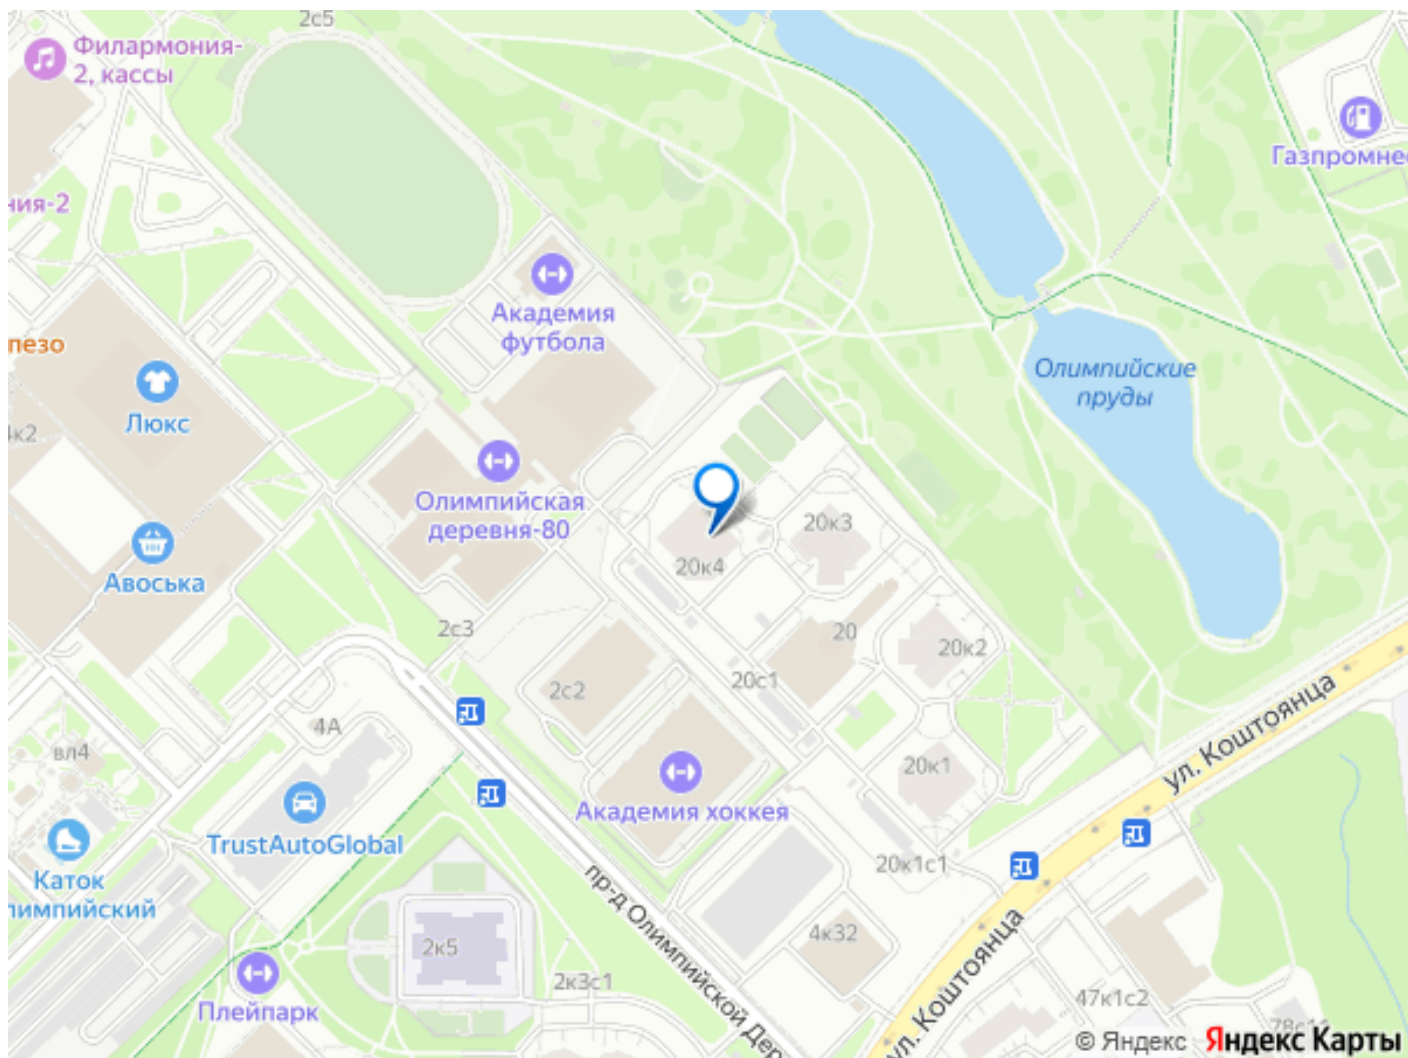 2с5
Филармония-
2, кассы
Газпромнес
ния-2
Академия
футбола
пезо
Люкс
Олимпийские
пруды
4к2
Олимпийская
деревня-80
20к3
20к4
Авоська
2с3
20
20к2
20с1
2с2
4А
вл4
ул. Коштоянца
20к1
Академия хоккея
TrustAutoGlobal
20к1с1
Каток
лимпийский
пр-д Олимпийской Дер
4к32
2к5
ул. Коштоянца
2к3с1
47к1с2
Плейпарк
© Яндекс Яндекс Карты